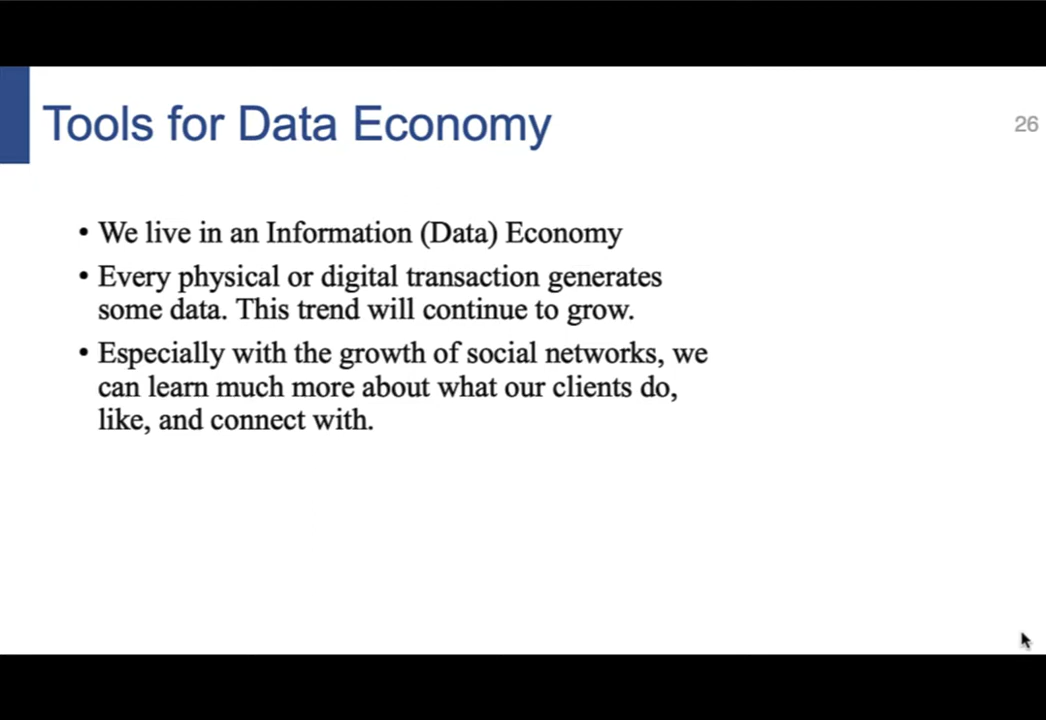 Tools for Data Economy
26
• We live in an Information (Data) Economy
• Every physical or digital transaction generates
some data. This trend will continue to grow.
• Especially with the growth of social networks, we
can learn much more about what our clients do,
like, and connect with.